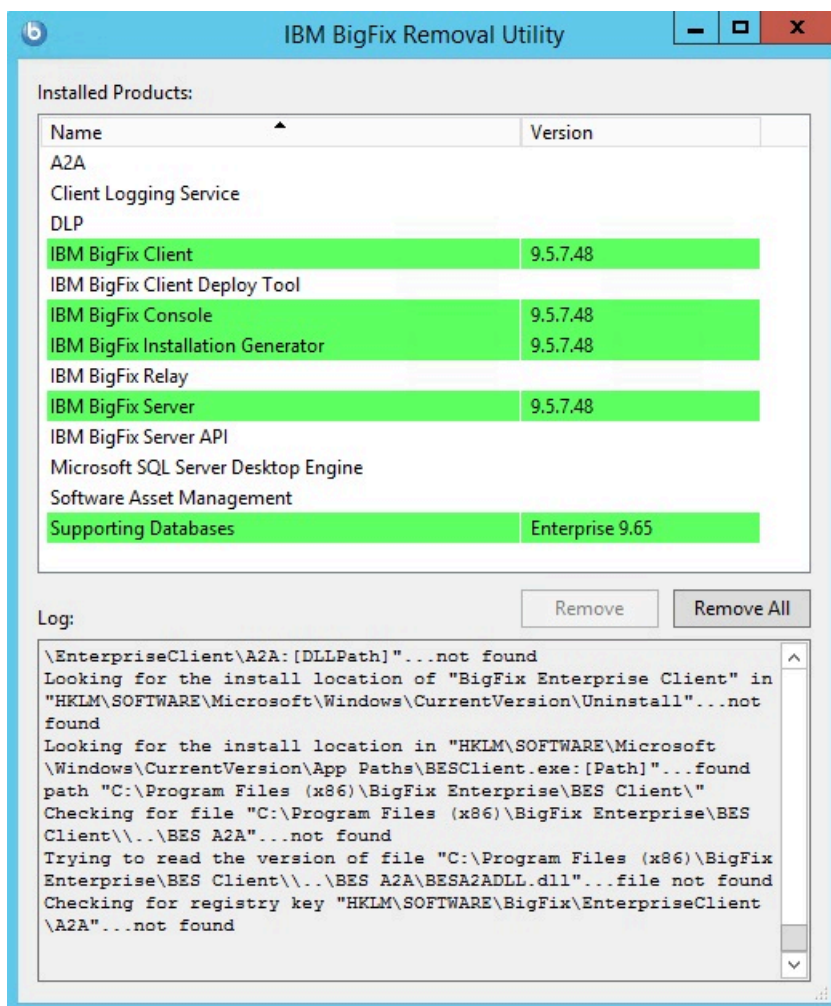 IBM BigFix Removal Utility
Installed Products:
Name Version
A2A
Client Logging Service
DLP
IBM BigFix Client 9.5.7.48
IBM BigFix Client Deploy Tool
IBM BigFix Console 9.5.7.48
IBM BigFix Installation Generator 9.5.7.48
IBM BigFix Relay
IBM BigFix Server 9.5.7.48
IBM BigFix Server API
Microsoft SQL Server Desktop Engine
Software Asset Management
Supporting Databases Enterprise 9.65
Remove Remove All
Log:
\EnterpriseClient\A2A:[DLLPath]"...not found
Looking for the install location of "BigFix Enterprise Client" in
"HKLM\SOFTWARE\Microsoft\Windows\CurrentVersion\Uninstall"...not
found
Looking for the install location in "HKLM\SOFTWARE\Microsoft
\Windows\CurrentVersion\App Paths\BESClient.exe:[Path]"...found
path "C:\Program Files (x86)\BigFix Enterprise\BES Client\"
Checking for file "C:\Program Files (x86)\BigFix Enterprise\BES
Client\\..\BES A2A"...not found
Trying to read the version of file "C:\Program Files (x86)\BigFix
Enterprise\BES Client\\..\BES A2A\BESA2ADLL.dll"...file not found
Checking for registry key "HKLM\SOFTWARE\BigFix\EnterpriseClient
\A2A"...not found